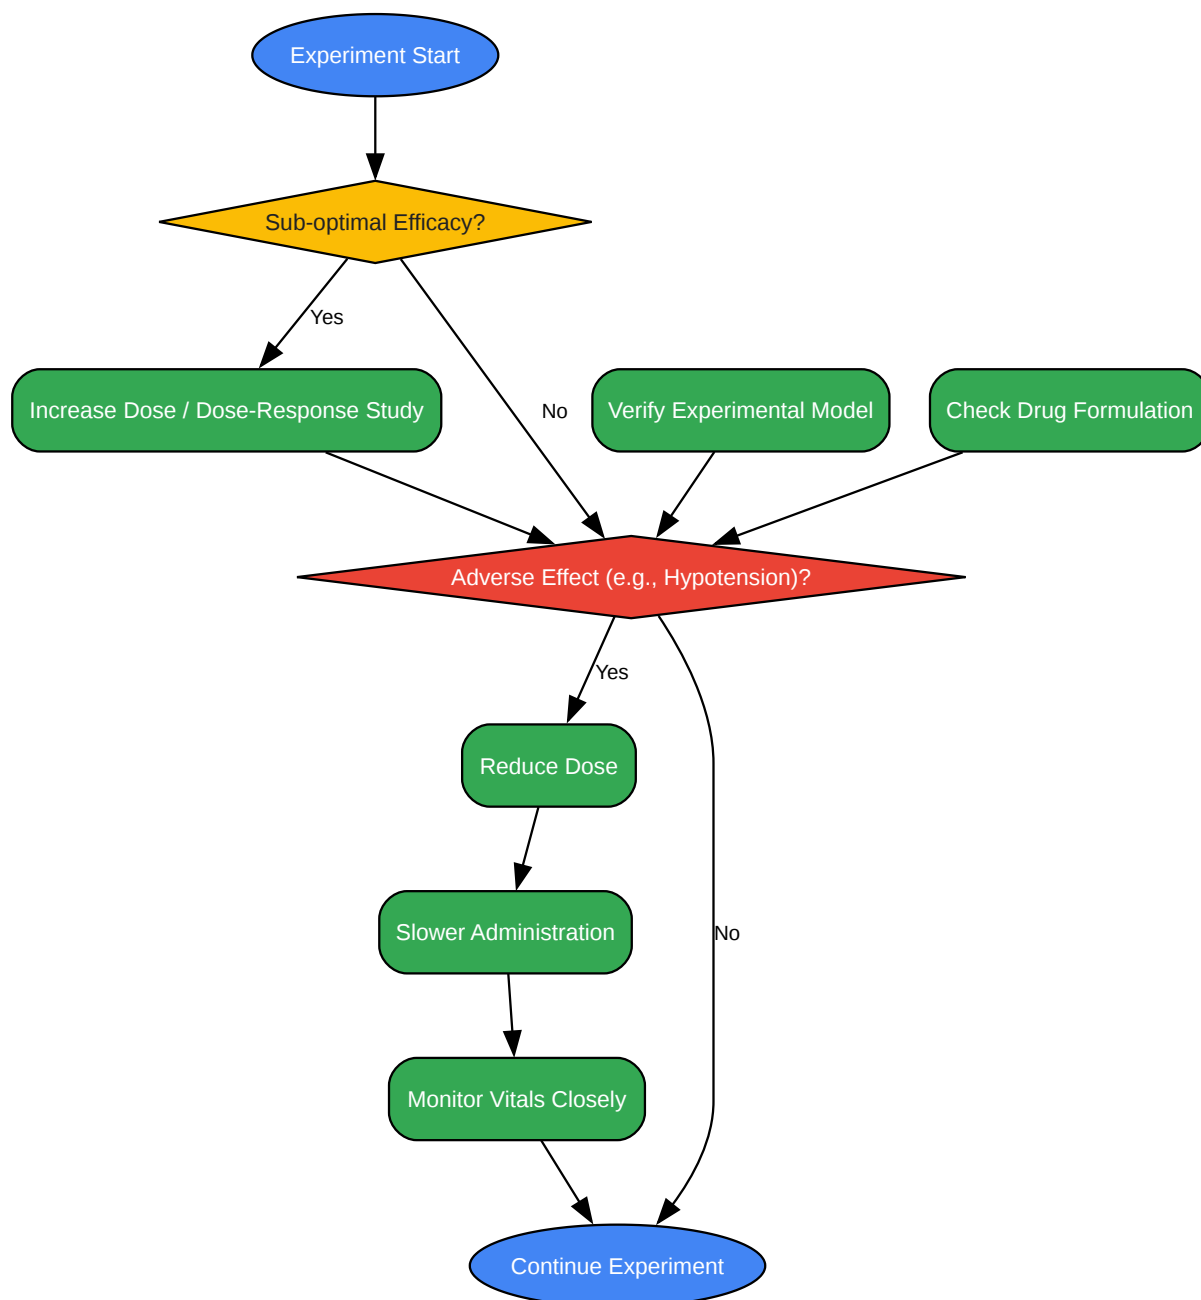 Experiment Start
Sub-optimal Efficacy?
Yes
Increase Dose / Dose-Response Study
No
Verify Experimental Model
Check Drug Formulation
Adverse Effect (e.g., Hypotension)?
Yes
Reduce Dose
Slower Administration
No
Monitor Vitals Closely
Continue Experiment